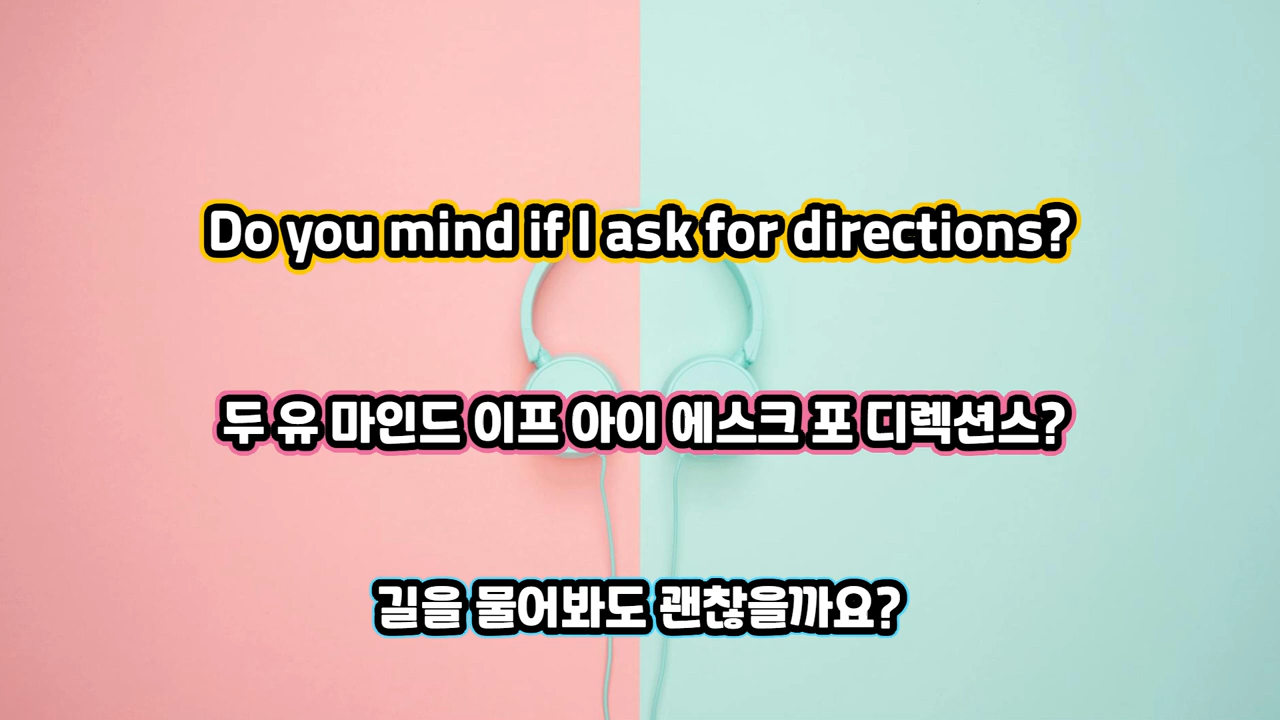 Do you mind if I ask for directions?
두 유 마인드 이프 아이 에스크 포 디렉션스?
길을 물어봐도 괜찮을까요?